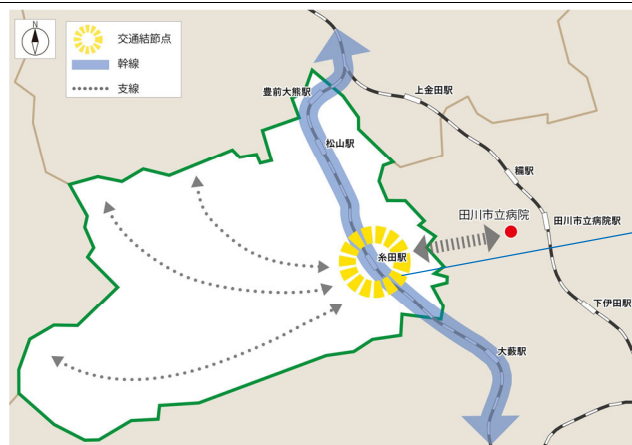 N
交通結節点
幹線
支線
豊前大熊駅
上金田駅
松山駅
糒駅
田川市立病院
田川市立病院駅
糸田駅
下伊田駅
大藪駅